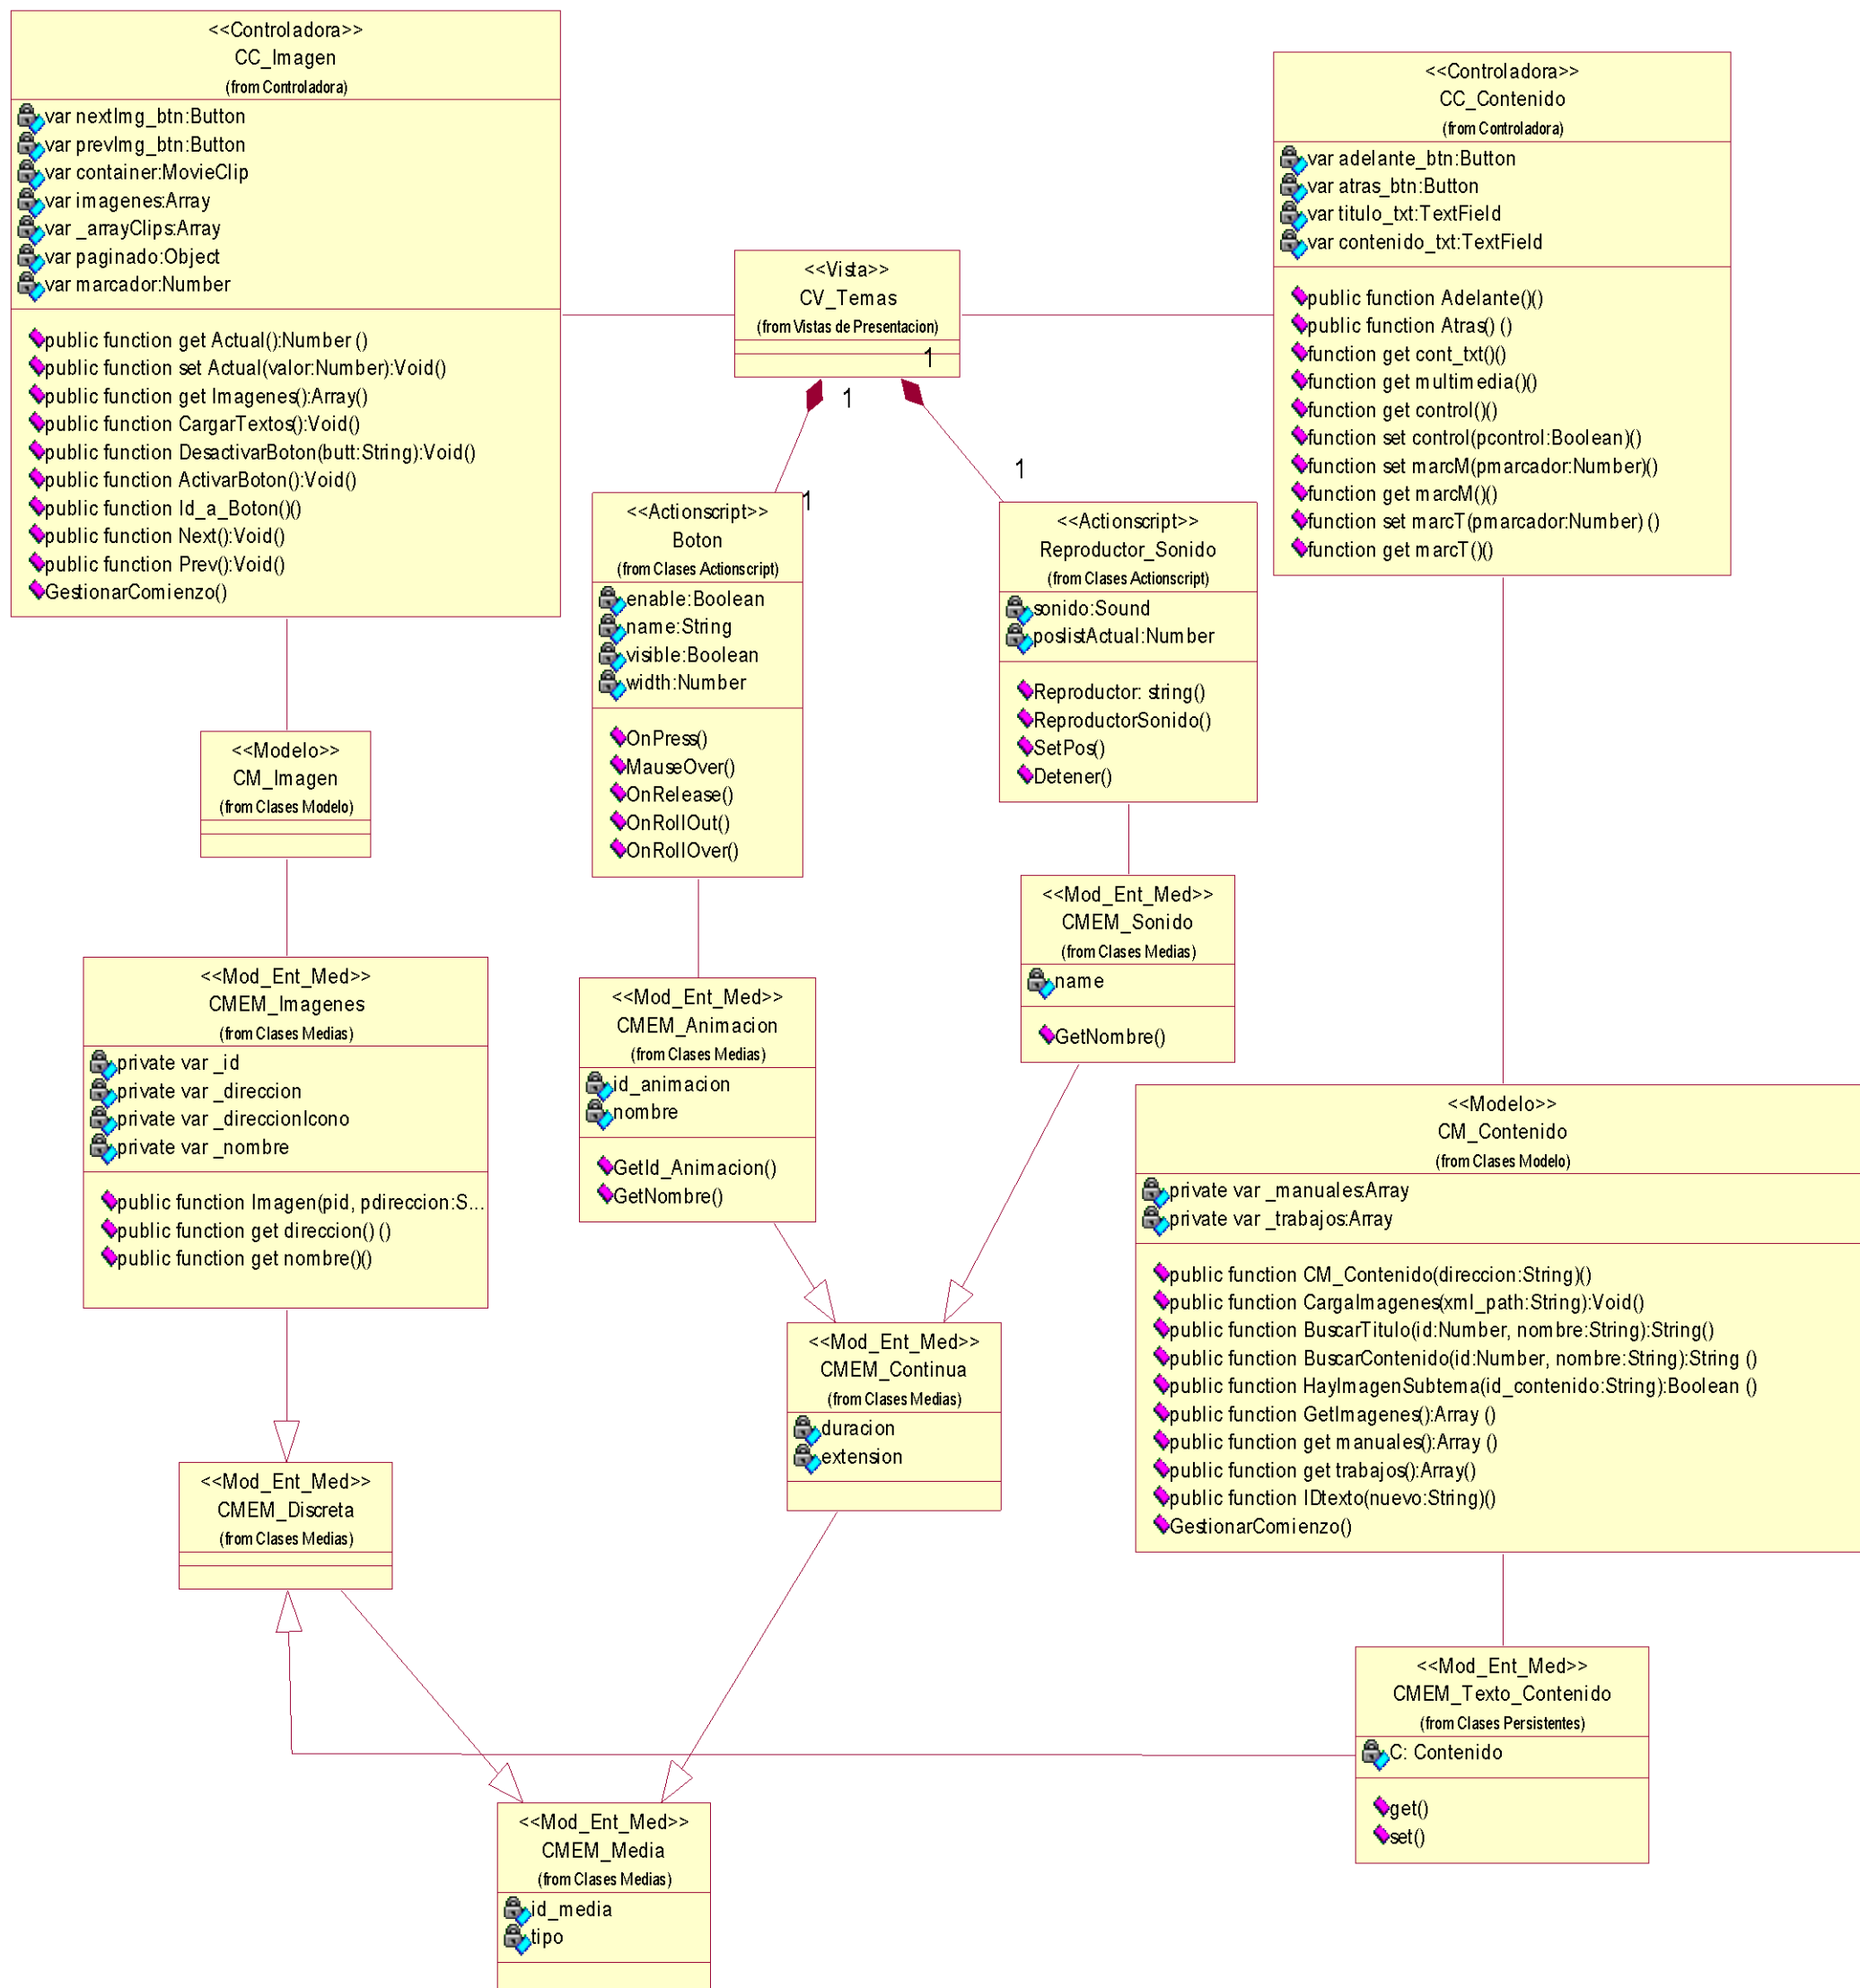 <<Controladora>>
CC_Imagen
(from Controladora)
var nextImg_btn:Button
var prevImg_btn:Button
var container:MovieClip
var imagenes:Array
var _arrayClips:Array
var paginado:Object
var marcador:Number
public function get Actual():Number ()
public function set Actual(valor:Number):Void()
public function get Imagenes():Array()
public function CargarTextos():Void()
public function DesactivarBoton(butt:String):Void()
public function ActivarBoton():Void()
public function Id_a_Boton()()
public function Next():Void()
public function Prev():Void()
GestionarComienzo()
<<Vista>>
CV_Temas
(from Vistas de Presentacion)
1
1
1
1
<<Controladora>>
CC_Contenido
(from Controladora)
var adelante_btn:Button
var atras_btn:Button
var titulo_txt:TextField
var contenido_txt:TextField
public function Adelante()()
public function Atras() ()
function get cont_txt()()
function get multimedia()()
function get control()()
function set control(pcontrol:Boolean)()
function set marcM(pmarcador:Number)()
function get marcM()()
function set marcT(pmarcador:Number) ()
function get marcT()()
<<Actionscript>>
Boton
(from Clases Actionscript)
enable:Boolean
name:String
visible:Boolean
width:Number
OnPress()
MauseOver()
OnRelease()
OnRollOut()
OnRollOver()
<<Actionscript>>
Reproductor_Sonido
(from Clases Actionscript)
sonido:Sound
poslistActual:Number
Reproductor: string()
ReproductorSonido()
SetPos()
Detener()
<<Modelo>>
CM_Imagen
(from Clases Modelo)
<<Mod_Ent_Med>>
CMEM_Imagenes
(from Clases Medias)
private var _id
private var _direccion
private var _direccionIcono
private var _nombre
public function Imagen(pid, pdireccion:S...
public function get direccion() ()
public function get nombre()()
<<Mod_Ent_Med>>
CMEM_Animacion
(from Clases Medias)
id_animacion
nombre
GetId_Animacion()
GetNombre()
<<Mod_Ent_Med>>
CMEM_Sonido
(from Clases Medias)
name
GetNombre()
<<Modelo>>
CM_Contenido
(from Clases Modelo)
private var _manuales:Array
private var _trabajos:Array
public function CM_Contenido(direccion:String)()
public function CargaImagenes(xml_path:String):Void()
public function BuscarTitulo(id:Number, nombre:String):String()
public function BuscarContenido(id:Number, nombre:String):String ()
public function HayImagenSubtema(id_contenido:String):Boolean ()
public function GetImagenes():Array ()
public function get manuales():Array ()
public function get trabajos():Array()
public function IDtexto(nuevo:String)()
GestionarComienzo()
<<Mod_Ent_Med>>
CMEM_Continua
(from Clases Medias)
duracion
extension
<<Mod_Ent_Med>>
CMEM_Discreta
(from Clases Medias)
<<Mod_Ent_Med>>
CMEM_Texto_Contenido
(from Clases Persistentes)
C: Contenido
get()
set()
<<Mod_Ent_Med>>
CMEM_Media
(from Clases Medias)
id_media
tipo